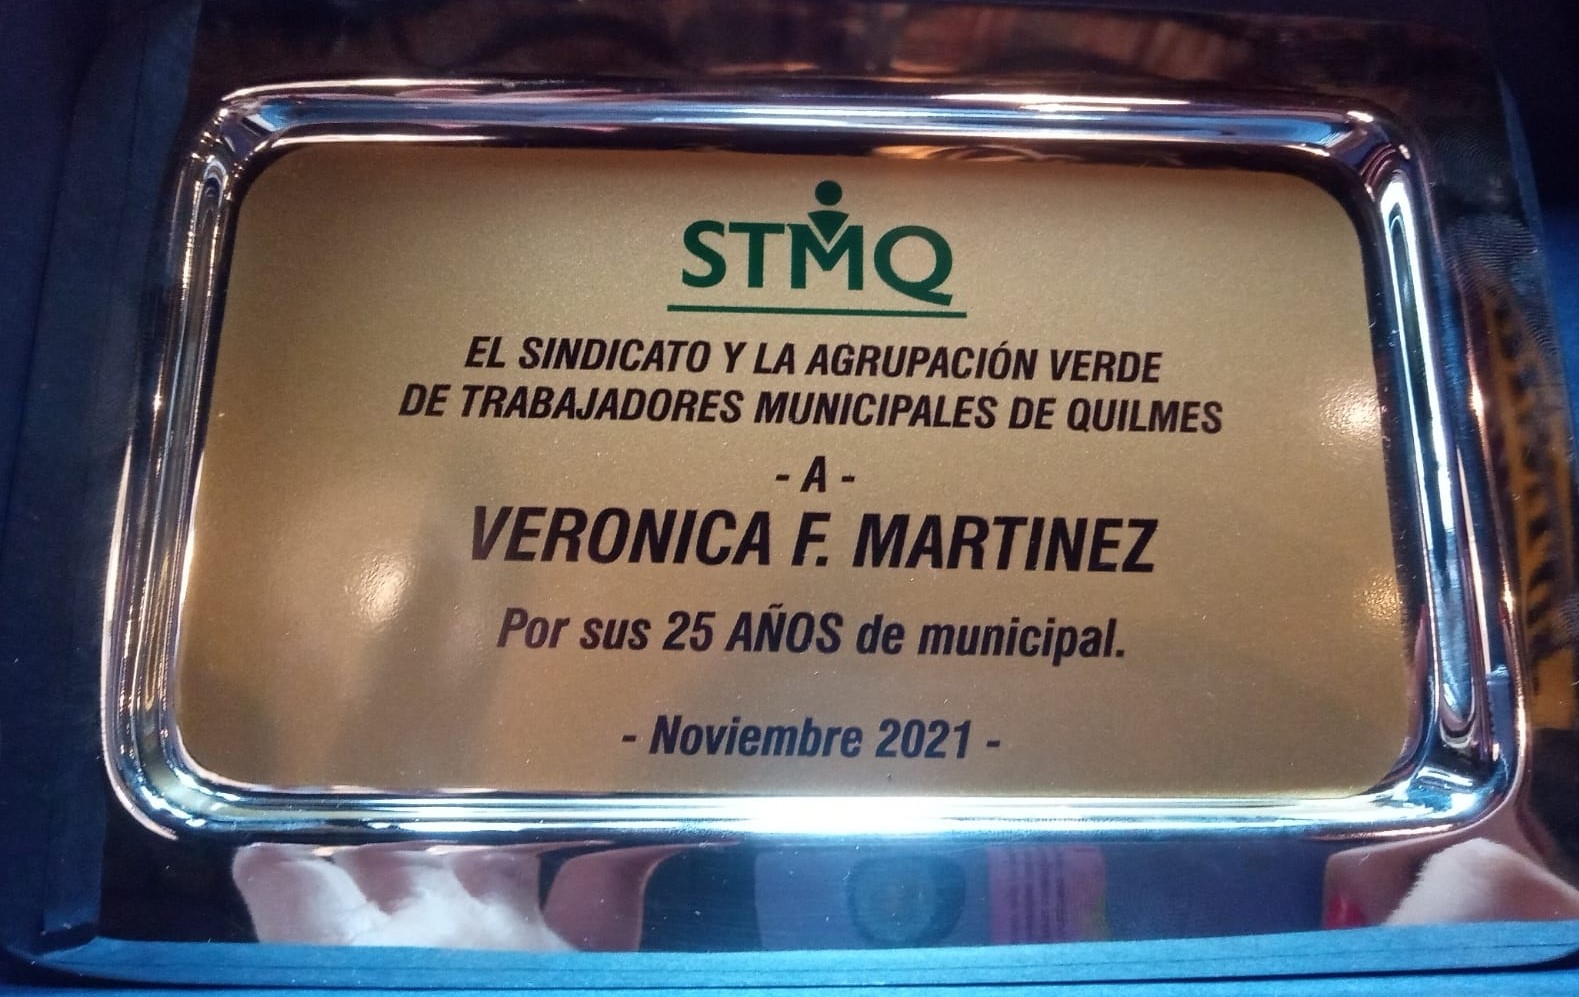 STMQ
EL SINDICATO Y LA AGRUPACIÓN VERDE
DE TRABAJADORES MUNICIPALES DE QUILMES
- A -
VERONICA F. MARTINEZ
Por sus 25 AÑOS de municipal.
- Noviembre 2021 -